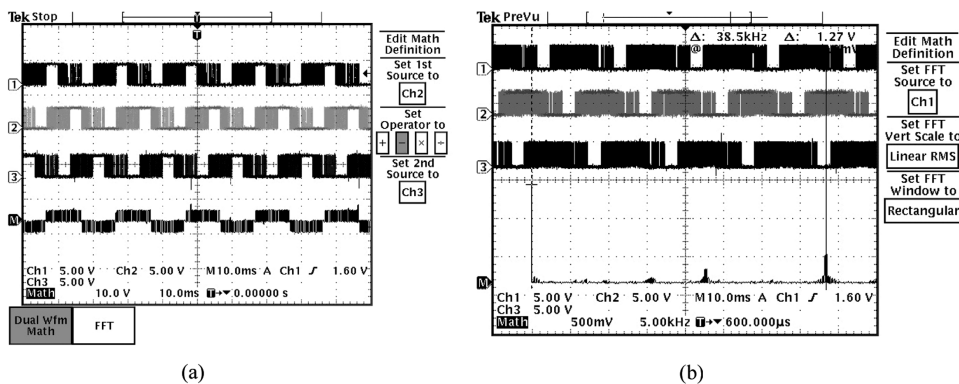 Tek Stop
T
Edit Math
Definition
Set 1st
Source to
Ch2
Set
Operator to
+ − × ÷
Set 2nd
Source to
Ch3
1
2
3
M
Ch1 5.00 V Ch2 5.00 V M10.0ms A Ch1 ∫ 1.60 V
Ch3 5.00 V
Math 10.0 V 10.0ms T→▼ 0.00000 s
Dual Wfm
Math
FFT
(a)
Tek PreVu
Δ: 38.5kHz Δ: 1.27 V
@
Edit Math
Definition
Set FFT
Source to
Ch1
Set FFT
Vert Scale to
Linear RMS
Set FFT
Window to
Rectangular
1
2
3
M
Ch1 5.00 V Ch2 5.00 V M10.0ms A Ch1 ∫ 1.60 V
Ch3 5.00 V
Math 500mV 5.00kHz T→▼ 600.000µs
(b)